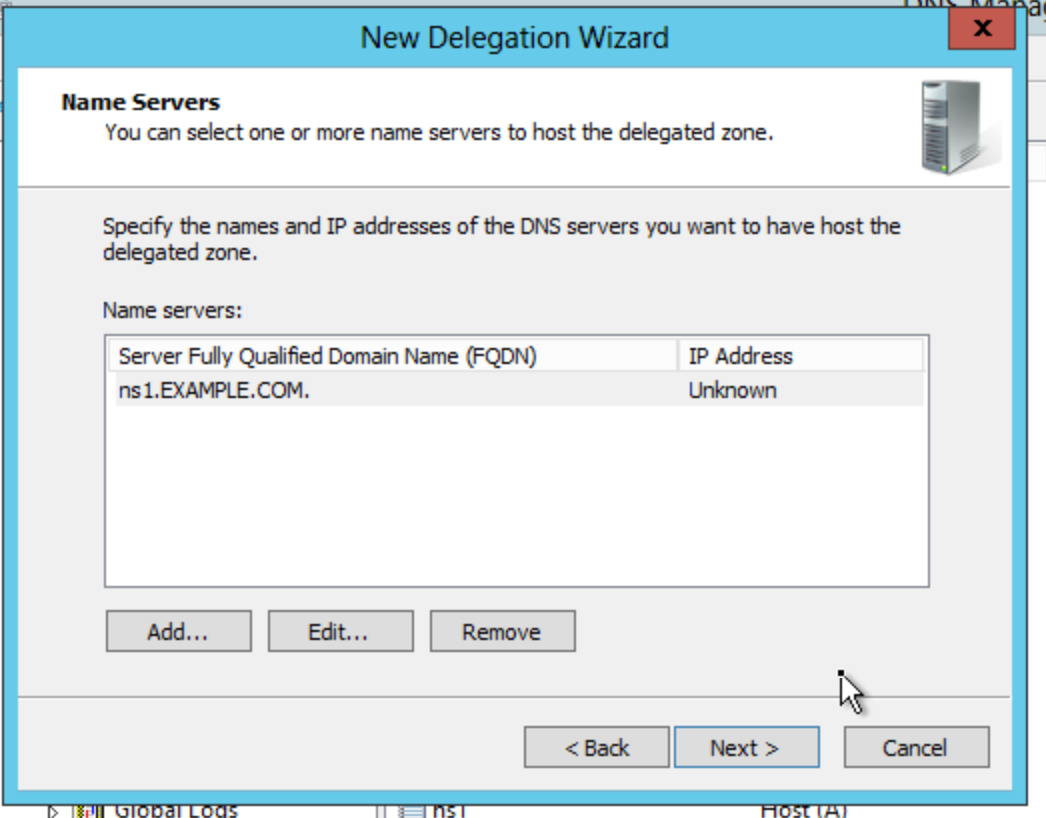 New Delegation Wizard
X
Name Servers
You can select one or more name servers to host the delegated zone.
Specify the names and IP addresses of the DNS servers you want to have host the
delegated zone.
Name servers:
Server Fully Qualified Domain Name (FQDN) IP Address
ns1.EXAMPLE.COM. Unknown
Add... Edit... Remove
< Back Next > Cancel
Global Logs ns1 Host (A)